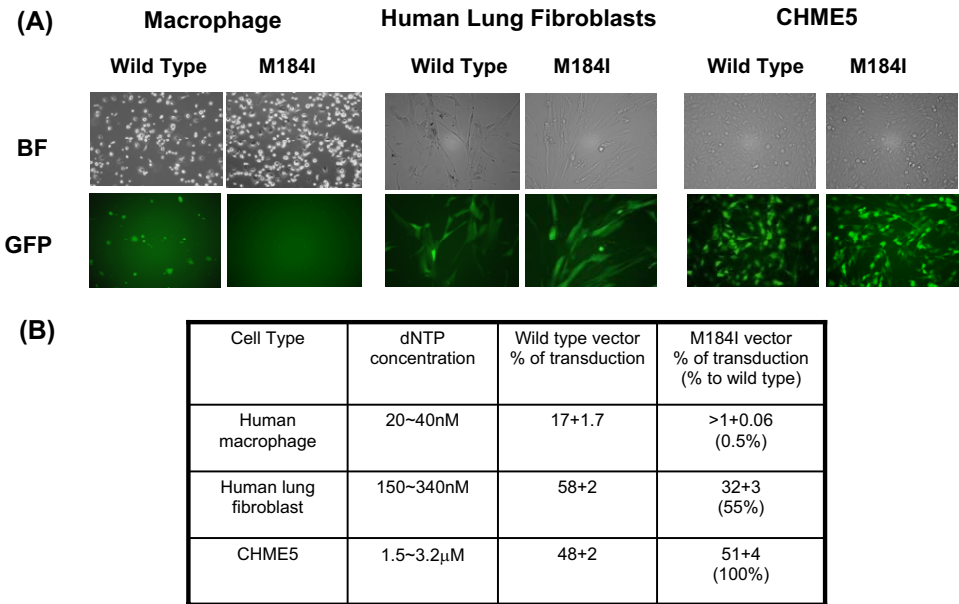 (A)
Macrophage
Human Lung Fibroblasts
CHME5
Wild Type
M184I
Wild Type
M184I
Wild Type
M184I
BF
GFP
(B)
Cell Type
dNTP
concentration
Wild type vector
% of transduction
M184I vector
% of transduction
(% to wild type)
Human
macrophage
20~40nM
17+1.7
>1+0.06
(0.5%)
Human lung
fibroblast
150~340nM
58+2
32+3
(55%)
CHME5
1.5~3.2μM
48+2
51+4
(100%)